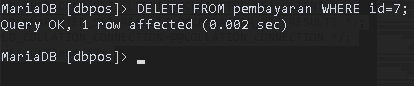 MariaDB [dbpos]> DELETE FROM pembayaran WHERE id=7;
Query OK, 1 row affected (0.002 sec)
MariaDB [dbpos]>